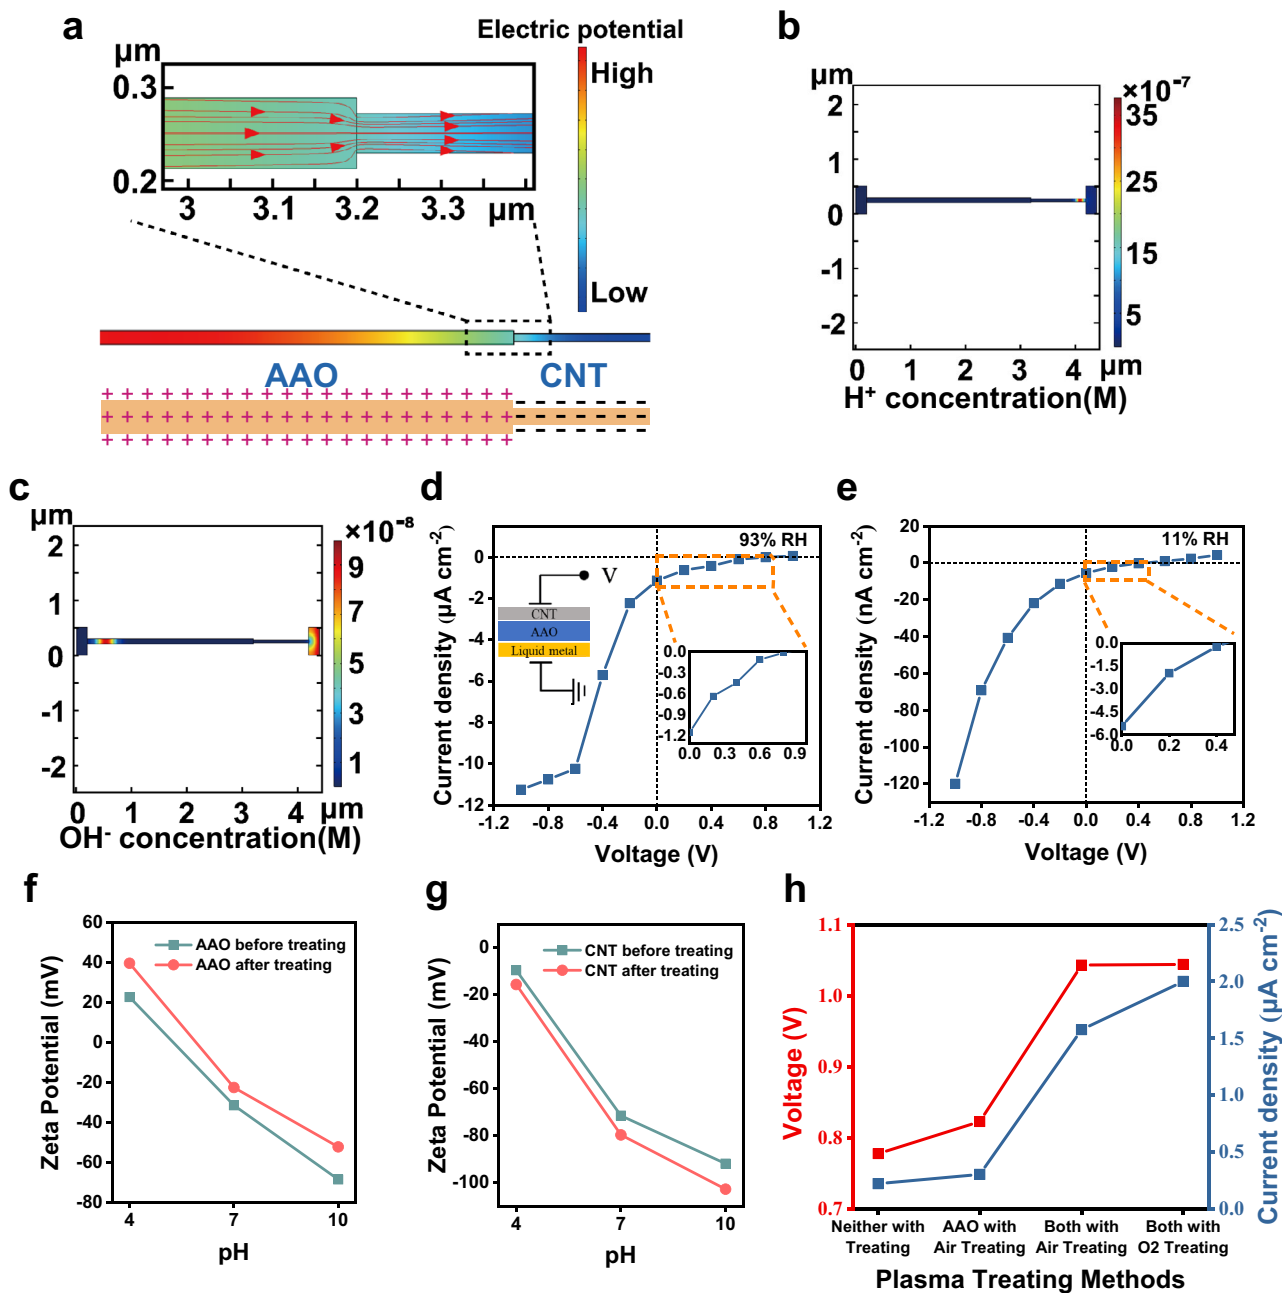 a
Electric potential
High
Low
μm
0.3
0.2
3 3.1 3.2 3.3 μm
AAO
CNT
+ + + + + + + + + + + + + + + + + +
+ + + + + + + + + + + + + + + + + +
+ + + + + + + + + + + + + + + + + +
b
μm
2
1
0
-1
-2
0 1 2 3 4 μm
×10⁻⁷
35
25
15
5
H⁺ concentration(M)
c
μm
2
1
0
-1
-2
0 1 2 3 4 μm
×10⁻⁸
9
7
5
3
1
OH⁻ concentration(M)
d
Current density (μA cm⁻²)
0
-2
-4
-6
-8
-10
-12
-1.2 -0.8 -0.4 0.0 0.4 0.8 1.2
Voltage (V)
93% RH
V
CNT
AAO
Liquid metal
0.0
-0.3
-0.6
-0.9
-1.2
0.0 0.3 0.6 0.9
e
Current density (nA cm⁻²)
20
0
-20
-40
-60
-80
-100
-120
-1.2 -0.8 -0.4 0.0 0.4 0.8 1.2
Voltage (V)
11% RH
0.0
-1.5
-3.0
-4.5
-6.0
0.0 0.2 0.4
f
Zeta Potential (mV)
60
40
20
0
-20
-40
-60
-80
4 7 10
pH
AAO before treating
AAO after treating
g
Zeta Potential (mV)
0
-20
-40
-60
-80
-100
4 7 10
pH
CNT before treating
CNT after treating
h
Voltage (V)
1.1
1.0
0.9
0.8
0.7
Current density (μA cm⁻²)
2.5
2.0
1.5
1.0
0.5
0.0
Neither with
Treating
AAO with
Air Treating
Both with
Air Treating
Both with
O2 Treating
Plasma Treating Methods